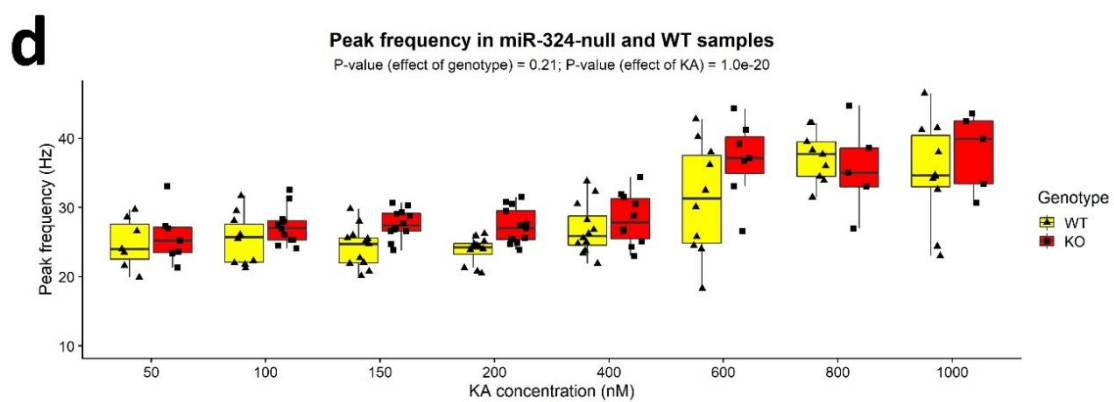 d
Peak frequency in miR-324-null and WT samples
P-value (effect of genotype) = 0.21; P-value (effect of KA) = 1.0e-20
Peak frequency (Hz)
40
30
20
10
50 100 150 200 400 600 800 1000
KA concentration (nM)
Genotype
WT
KO